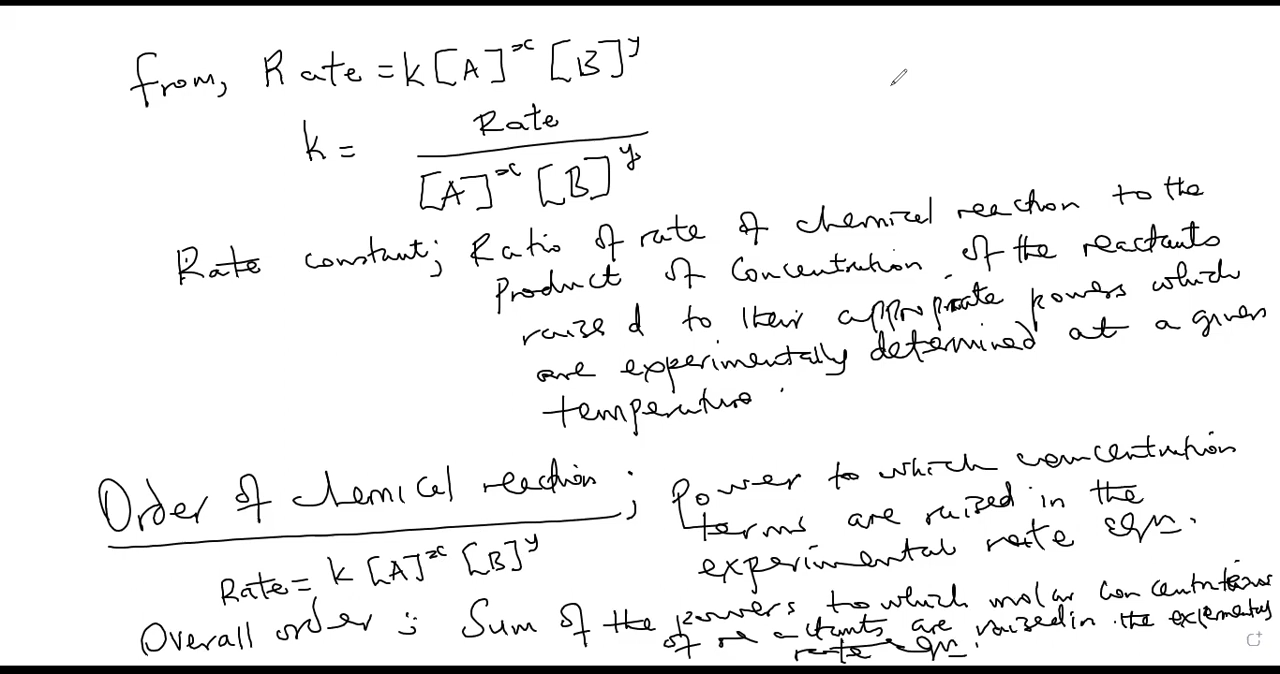 from, Rate = k[A]^x [B]^y
k = Rate / [A]^x [B]^y
Rate constant; Ratio of rate of chemical reaction to the
product of concentration of the reactants
raised to their appropriate powers which
are experimentally determined at a given
temperature.
Order of chemical reaction; Power to which concentration
terms are raised in the
experimental rate eqn.
Rate = k [A]^x [B]^y
Overall order; Sum of the powers to which molar concentrations
of reactants are raised in the experimental
rate eqn.